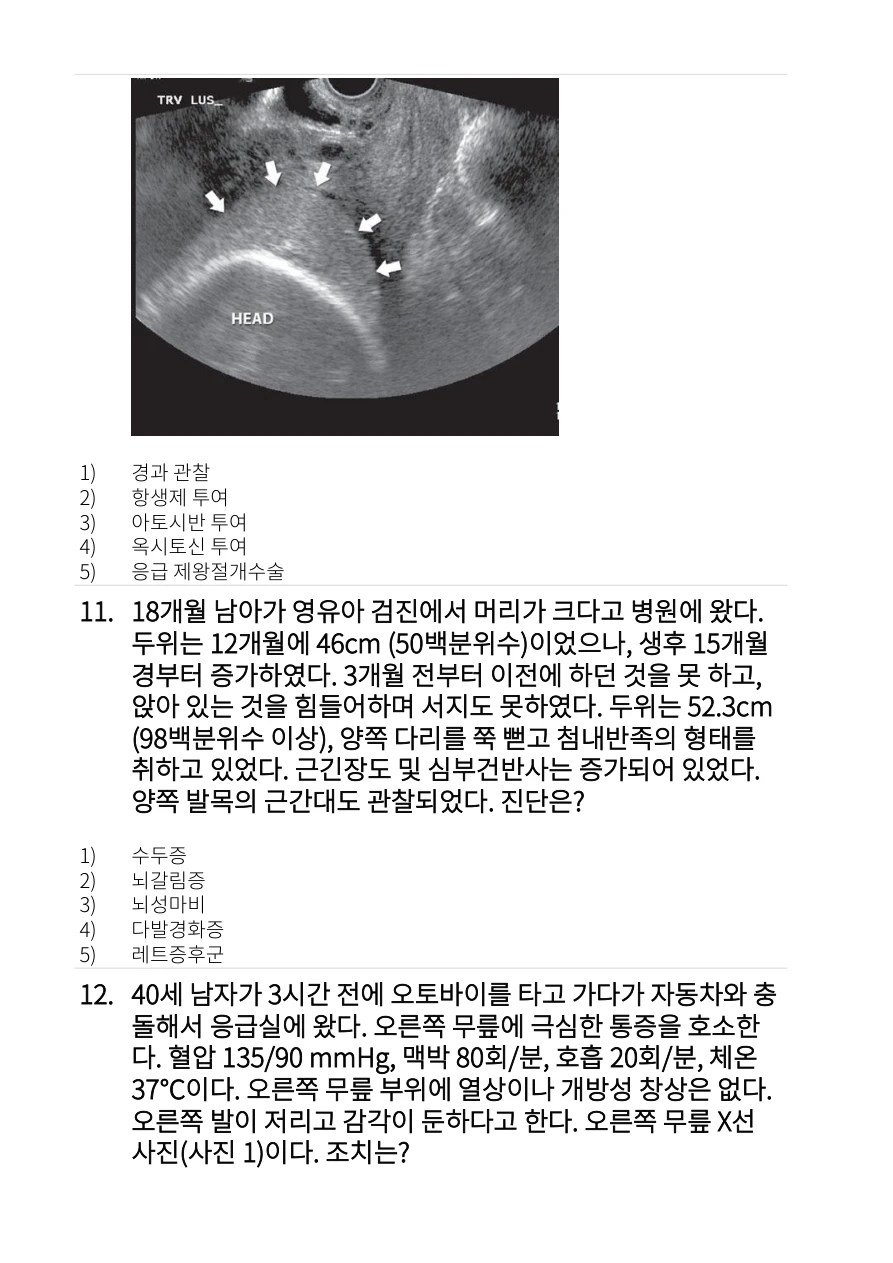 TRV LUS_
HEAD
1) 경과 관찰
2) 항생제 투여
3) 아토시반 투여
4) 옥시토신 투여
5) 응급 제왕절개수술
11. 18개월 남아가 영유아 검진에서 머리가 크다고 병원에 왔다.
두위는 12개월에 46cm (50백분위수)이었으나, 생후 15개월
경부터 증가하였다. 3개월 전부터 이전에 하던 것을 못 하고,
앉아 있는 것을 힘들어하며 서지도 못하였다. 두위는 52.3cm
(98백분위수 이상), 양쪽 다리를 쭉 뻗고 첨내반족의 형태를
취하고 있었다. 근긴장도 및 심부건반사는 증가되어 있었다.
양쪽 발목의 근간대도 관찰되었다. 진단은?
1) 수두증
2) 뇌갈림증
3) 뇌성마비
4) 다발경화증
5) 레트증후군
12. 40세 남자가 3시간 전에 오토바이를 타고 가다가 자동차와 충
돌해서 응급실에 왔다. 오른쪽 무릎에 극심한 통증을 호소한
다. 혈압 135/90 mmHg, 맥박 80회/분, 호흡 20회/분, 체온
37℃이다. 오른쪽 무릎 부위에 열상이나 개방성 창상은 없다.
오른쪽 발이 저리고 감각이 둔하다고 한다. 오른쪽 무릎 X선
사진(사진 1)이다. 조치는?